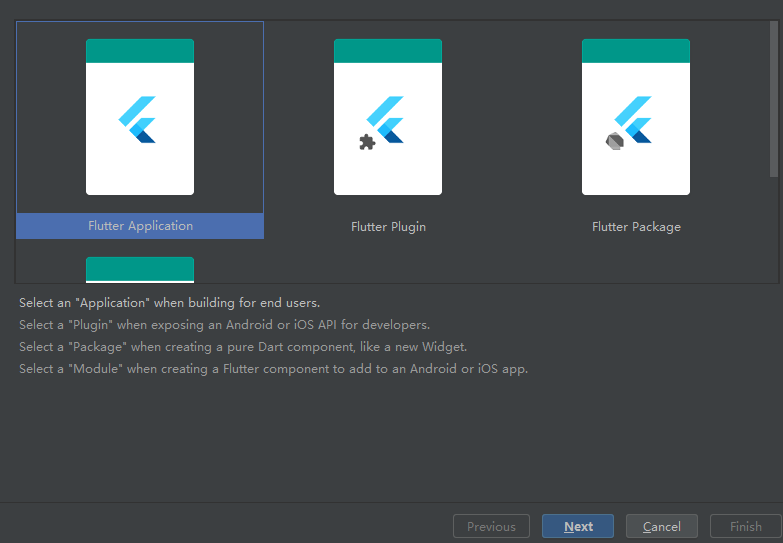 Flutter Application
Flutter Plugin
Flutter Package
Select an "Application" when building for end users.
Select a "Plugin" when exposing an Android or iOS API for developers.
Select a "Package" when creating a pure Dart component, like a new Widget.
Select a "Module" when creating a Flutter component to add to an Android or iOS app.
Previous
Next
Cancel
Finish